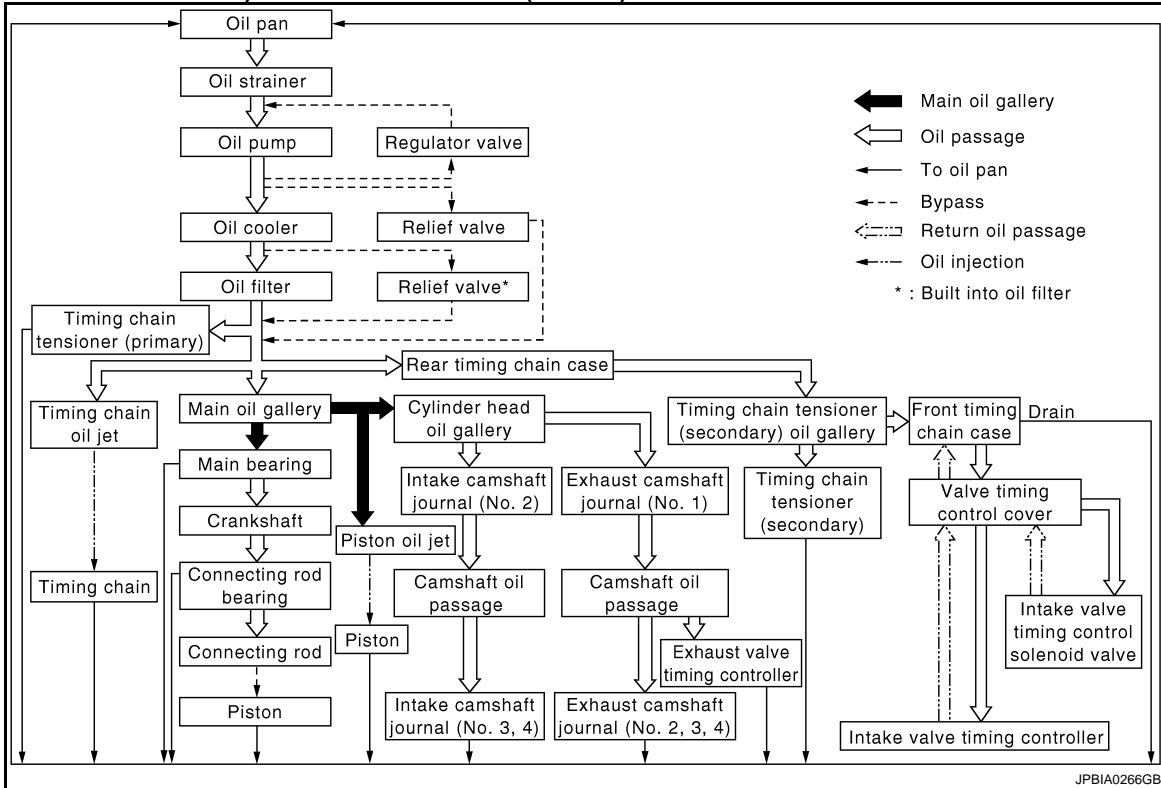 Oil pan
Oil strainer
Main oil gallery
Oil passage
Oil pump
Regulator valve
To oil pan
Bypass
Oil cooler
Relief valve
Return oil passage
Oil injection
Oil filter
Relief valve*
* : Built into oil filter
Timing chain
tensioner (primary)
Rear timing chain case
Timing chain
oil jet
Main oil gallery
Cylinder head
oil gallery
Timing chain tensioner
(secondary) oil gallery
Front timing
chain case
Drain
Main bearing
Intake camshaft
journal (No. 2)
Exhaust camshaft
journal (No. 1)
Timing chain
tensioner
(secondary)
Valve timing
control cover
Crankshaft
Piston oil jet
Timing chain
Connecting rod
bearing
Camshaft oil
passage
Camshaft oil
passage
Intake valve
timing control
solenoid valve
Connecting rod
Piston
Exhaust valve
timing controller
Piston
Intake camshaft
journal (No. 3, 4)
Exhaust camshaft
journal (No. 2, 3, 4)
Intake valve timing controller
JPBIA0266GB